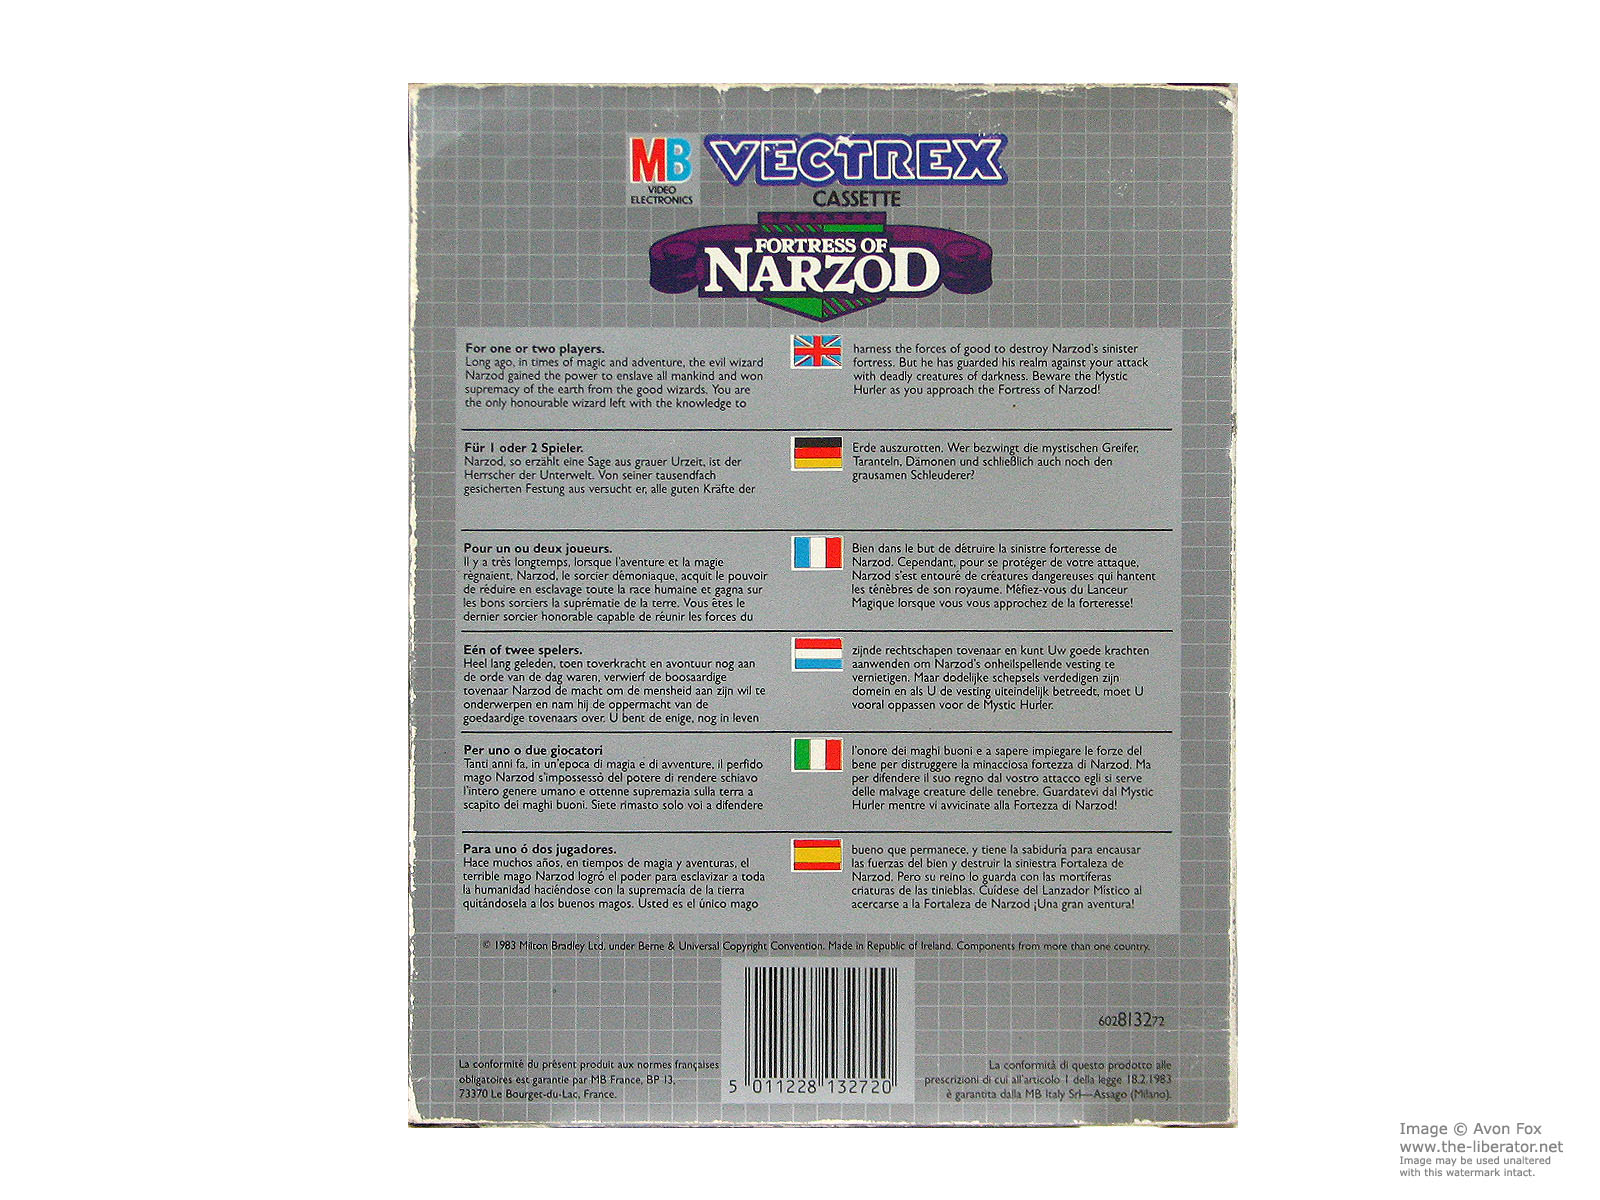 MB
VIDEO
ELECTRONICS
VECTREX
CASSETTE
FORTRESS OF
NARZOD
For one or two players.
Long ago, in times of magic and adventure, the evil wizard
Narzod gained the power to enslave all mankind and won
supremacy of the earth from the good wizards. You are
the only honourable wizard left with the knowledge to
harness the forces of good to destroy Narzod's sinister
fortress. But he has guarded his realm against your attack
with deadly creatures of darkness. Beware the Mystic
Hurler as you approach the Fortress of Narzod!
Für 1 oder 2 Spieler.
Narzod, so erzählt eine Sage aus grauer Urzeit, ist der
Herrscher der Unterwelt. Von seiner tausendfach
gesicherten Festung aus versucht er, alle guten Kräfte der
Erde auszurotten. Wer bezwingt die mystischen Greifer,
Taranteln, Dämonen und schließlich auch noch den
grausamen Schleuderer?
Pour un ou deux joueurs.
Il y a très longtemps, lorsque l'aventure et la magie
règnaient, Narzod, le sorcier démoniaque, acquit le pouvoir
de réduire en esclavage toute la race humaine et gagna sur
les bons sorciers la suprématie de la terre. Vous êtes le
dernier sorcier honorable capable de réunir les forces du
Bien dans le but de détruire la sinistre forteresse de
Narzod. Cependant, pour se protéger de votre attaque,
Narzod s'est entouré de créatures dangereuses qui hantent
les ténèbres de son royaume. Méfiez-vous du Lanceur
Magique lorsque vous vous approchez de la forteresse!
Eén of twee spelers.
Heel lang geleden, toen toverkracht en avontuur nog aan
de orde van de dag waren, verwierf de boosaardige
tovenaar Narzod de macht om de mensheid aan zijn wil te
onderwerpen en nam hij de oppermacht van de
goedaardige tovenaars over. U bent de enige, nog in leven
zijnde rechtschapen tovenaar en kunt Uw goede krachten
aanwenden om Narzod's onheilspellende vesting te
vernietigen. Maar dodelijke schepsels verdedigen zijn
domein en als U de vesting uiteindelijk betreedt, moet U
vooral oppassen voor de Mystic Hurler.
Per uno o due giocatori
Tanti anni fa, in un'epoca di magia e di avventure, il perfido
mago Narzod s'impossessò del potere di rendere schiavo
l'intero genere umano e ottenne supremazia sulla terra a
scapito dei maghi buoni. Siete rimasto solo voi a difendere
l'onore dei maghi buoni e a sapere impiegare le forze del
bene per distruggere la minacciosa fortezza di Narzod. Ma
per difendere il suo regno dal vostro attacco egli si serve
delle malvage creature delle tenebre. Guardatevi dal Mystic
Hurler mentre vi avvicinate alla Fortezza di Narzod!
Para uno ó dos jugadores.
Hace muchos años, en tiempos de magia y aventuras, el
terrible mago Narzod logró el poder para esclavizar a toda
la humanidad haciéndose con la supremacía de la tierra
quitándosela a los buenos magos. Usted es el único mago
bueno que permanece, y tiene la sabiduría para encausar
las fuerzas del bien y destruir la siniestra Fortaleza de
Narzod. Pero su reino lo guarda con las mortíferas
criaturas de las tinieblas. Cuídese del Lanzador Místico al
acercarse a la Fortaleza de Narzod ¡Una gran aventura!
© 1983 Milton Bradley Ltd, under Berne & Universal Copyright Convention. Made in Republic of Ireland. Components from more than one country.
602813272
La conformité du présent produit aux normes françaises
obligatoires est garantie par MB France, BP 13,
73370 Le Bourget-du-Lac, France.
5 011228 132720
La conformità di questo prodotto alle
prescrizioni di cui all'articolo 1 della legge 18.2.1983
è garantita dalla MB Italy Srl—Assago (Milano).
Image © Avon Fox
www.the-liberator.net
Image may be used unaltered
with this watermark intact.